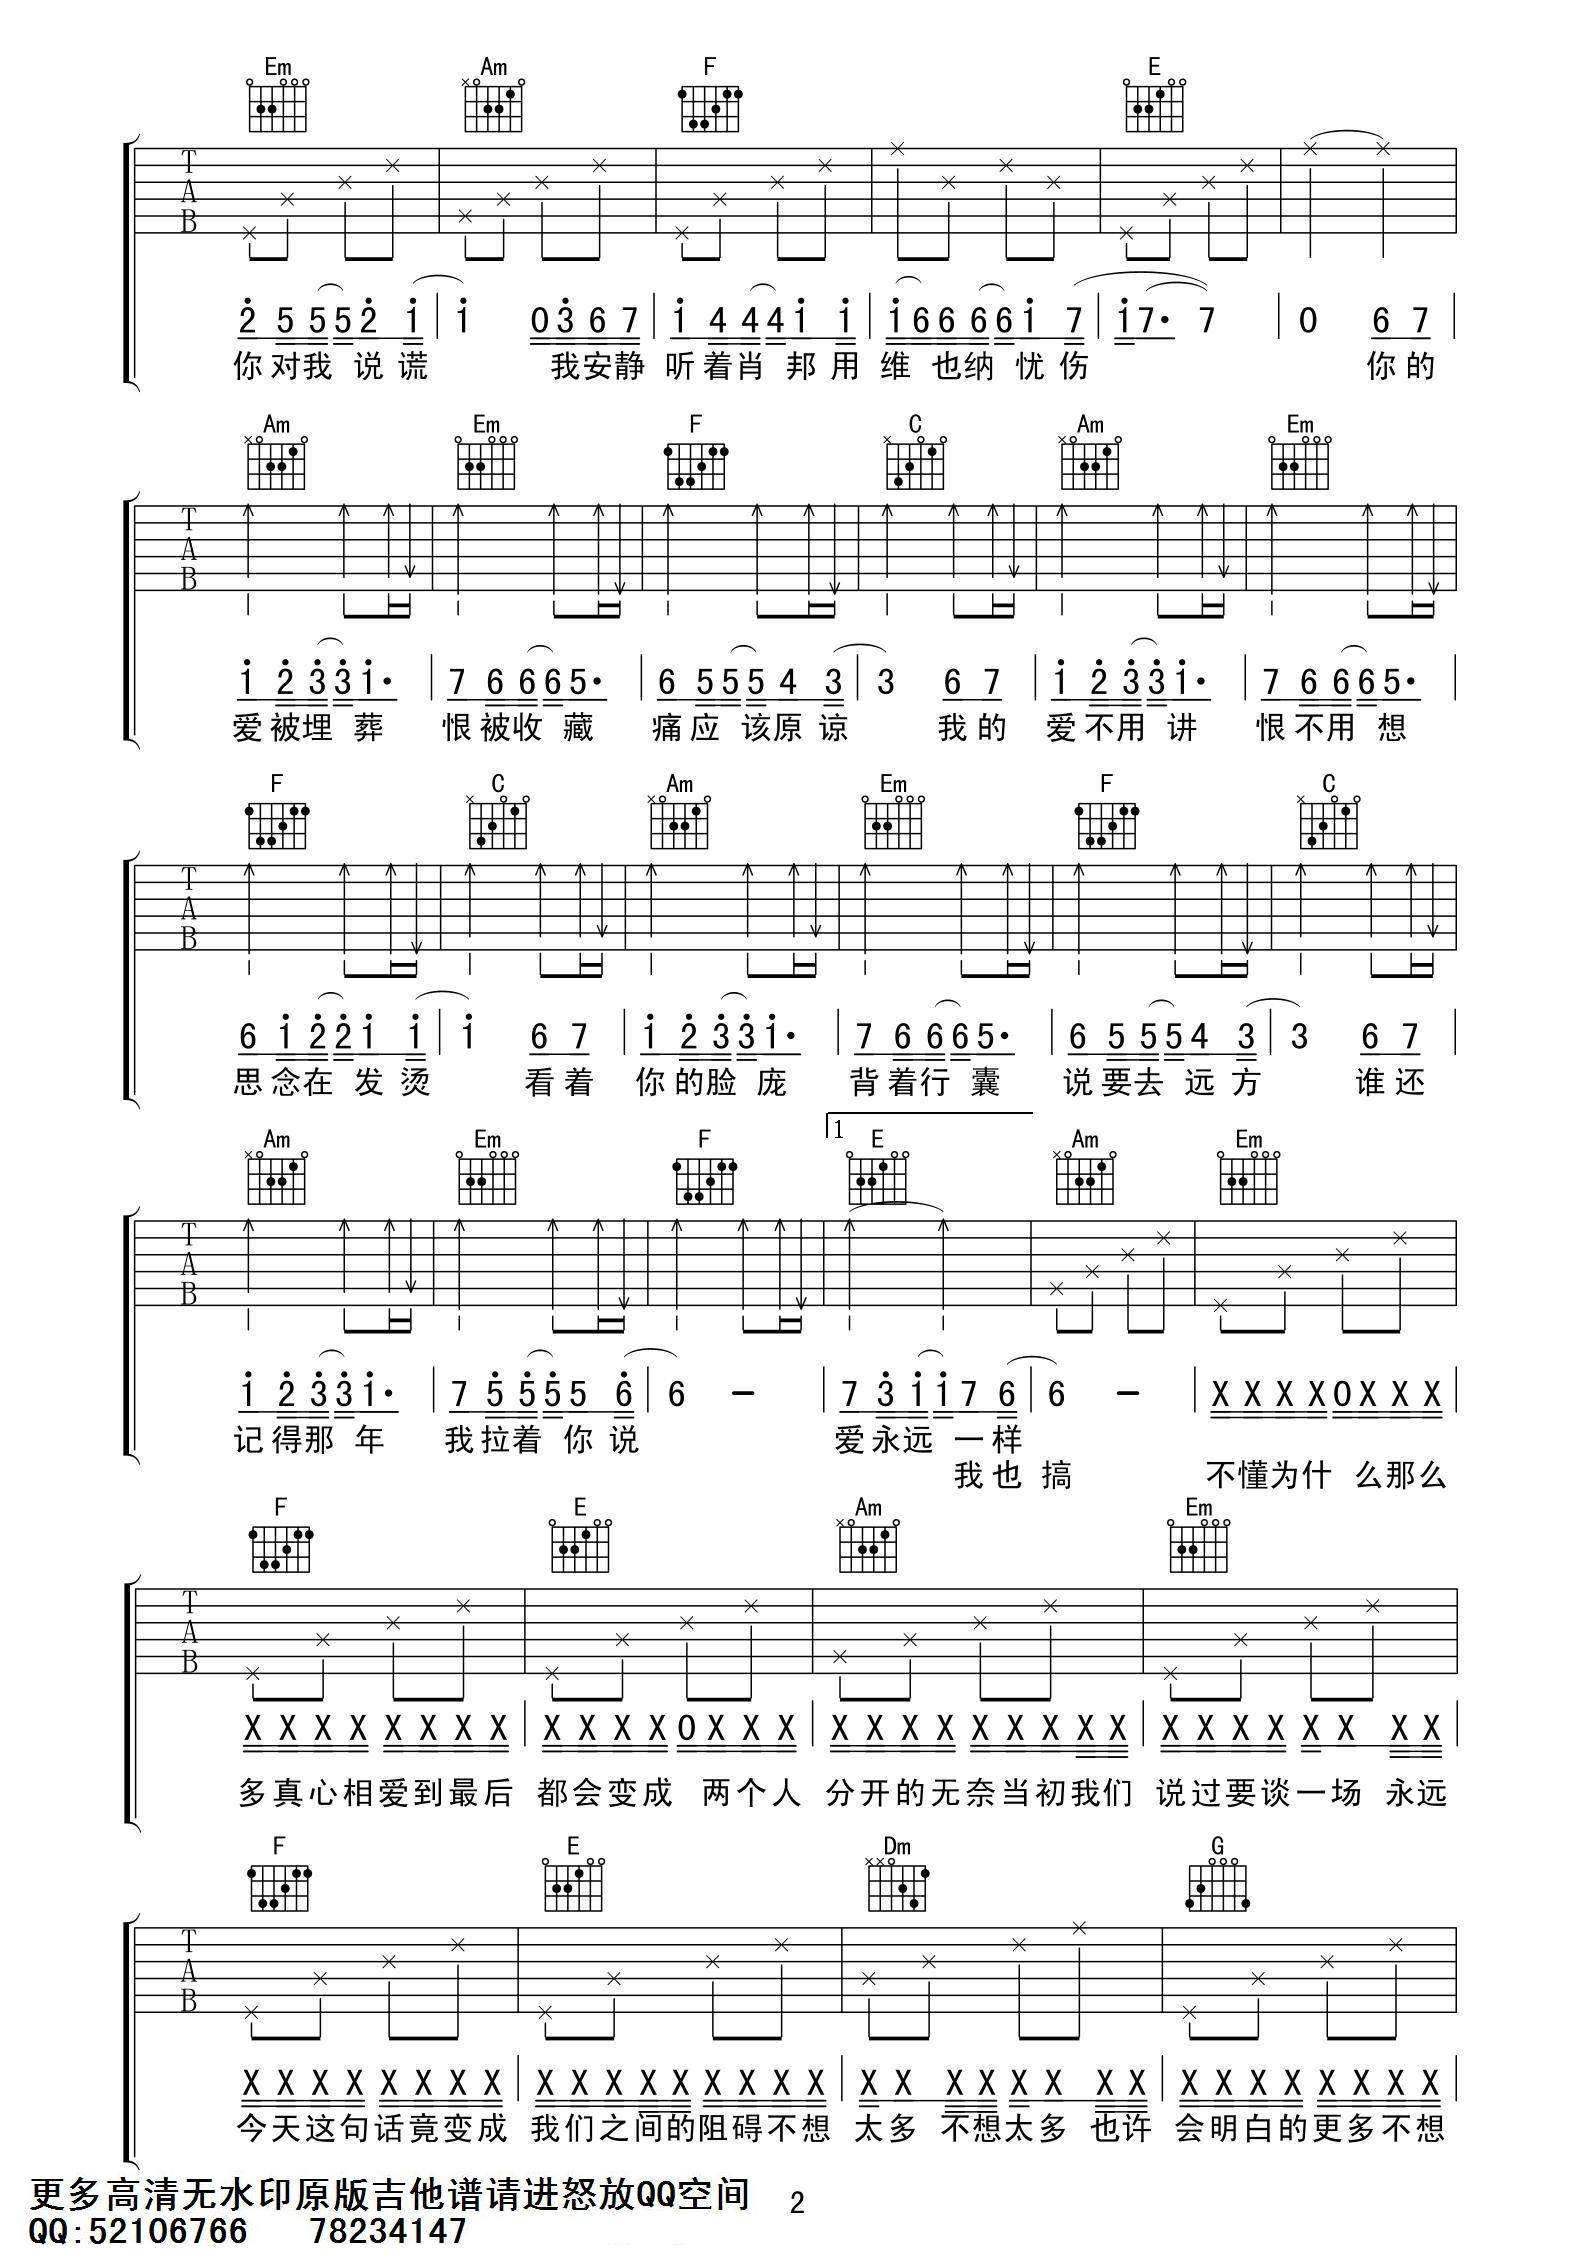 Em Am F E
T A B
2 5 5 5 2 1 | 1 0 3 6 7 | 1 4 4 4 1 1 | 1 6 6 6 6 1 7 | 1 7· 7 | 0 6 7 |
你对我 说谎 我安静 听着肖 邦用 维也纳 忧伤 你的
Am Em F C Am Em
T A B
1 2 3 3 1· | 7 6 6 6 5· | 6 5 5 5 4 3 | 3 6 7 | 1 2 3 3 1· | 7 6 6 6 5· |
爱被埋 葬 恨被收 藏 痛应 该原 谅 我的 爱不用 讲 恨不用 想
F C Am Em F C
T A B
6 1 2 2 1 1 | 1 6 7 | 1 2 3 3 1· | 7 6 6 6 5· | 6 5 5 5 4 3 | 3 6 7 |
思念在 发烫 看着 你的脸 庞 背着行 囊 说要去 远方 谁还
1
Am Em F E Am Em
T A B
1 2 3 3 1· | 7 5 5 5 5 6 | 6 – | 7 3 1 1 7 6 | 6 – | X X X X 0 X X X |
记得那 年 我拉着 你说 爱永远 一样
我也 搞 不懂为什 么那么
F E Am Em
T A B
X X X X X X X X | X X X X 0 X X X | X X X X X X X X X | X X X X X X X X |
多真心相爱到最后 都会变成 两个人 分开的无奈当初我们 说过要谈一场 永远
F E Dm G
T A B
X X X X X X X X | X X X X X X X X X | X X X X X X X X | X X X X X X X X |
今天这句话竟变成 我们之间的阻碍不想 太多 不想太多 也许 会明白的更多不想
更多高清无水印原版吉他谱请进怒放QQ空间
2
QQ:52106766 78234147